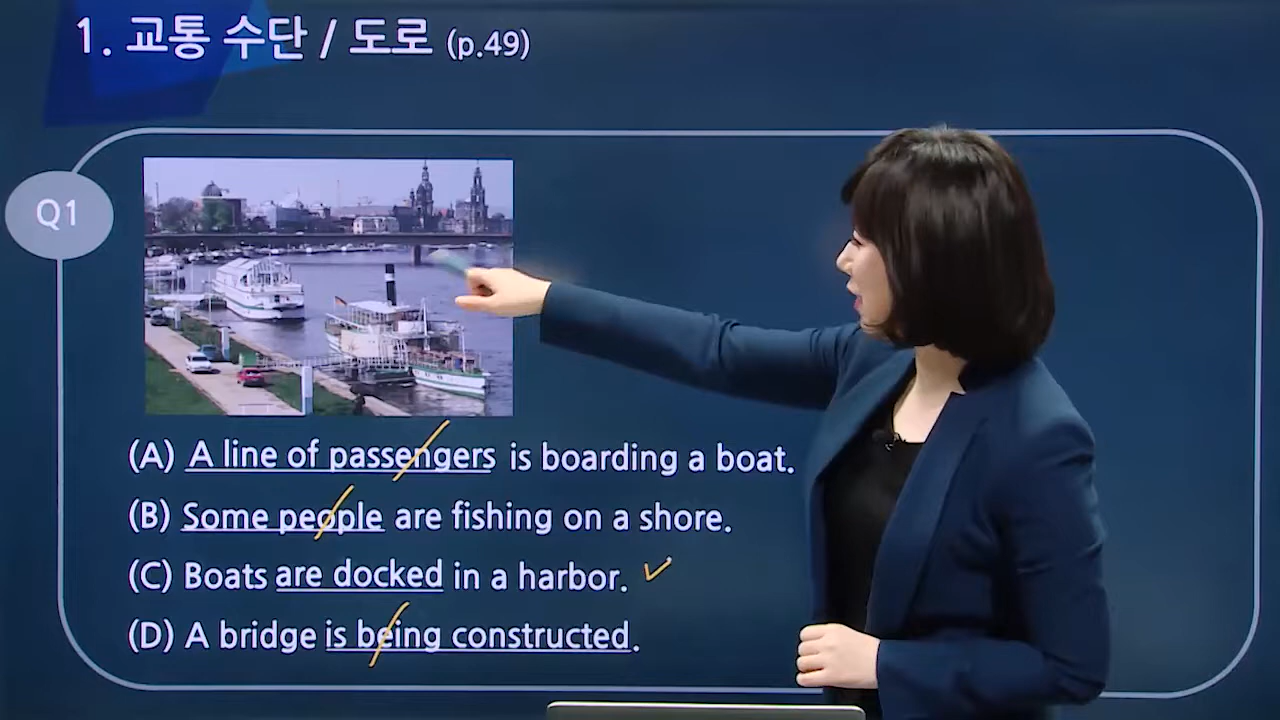 1. 교통 수단 / 도로 (p.49)
Q1
(A) A line of passengers is boarding a boat.
(B) Some people are fishing on a shore.
(C) Boats are docked in a harbor.
(D) A bridge is being constructed.